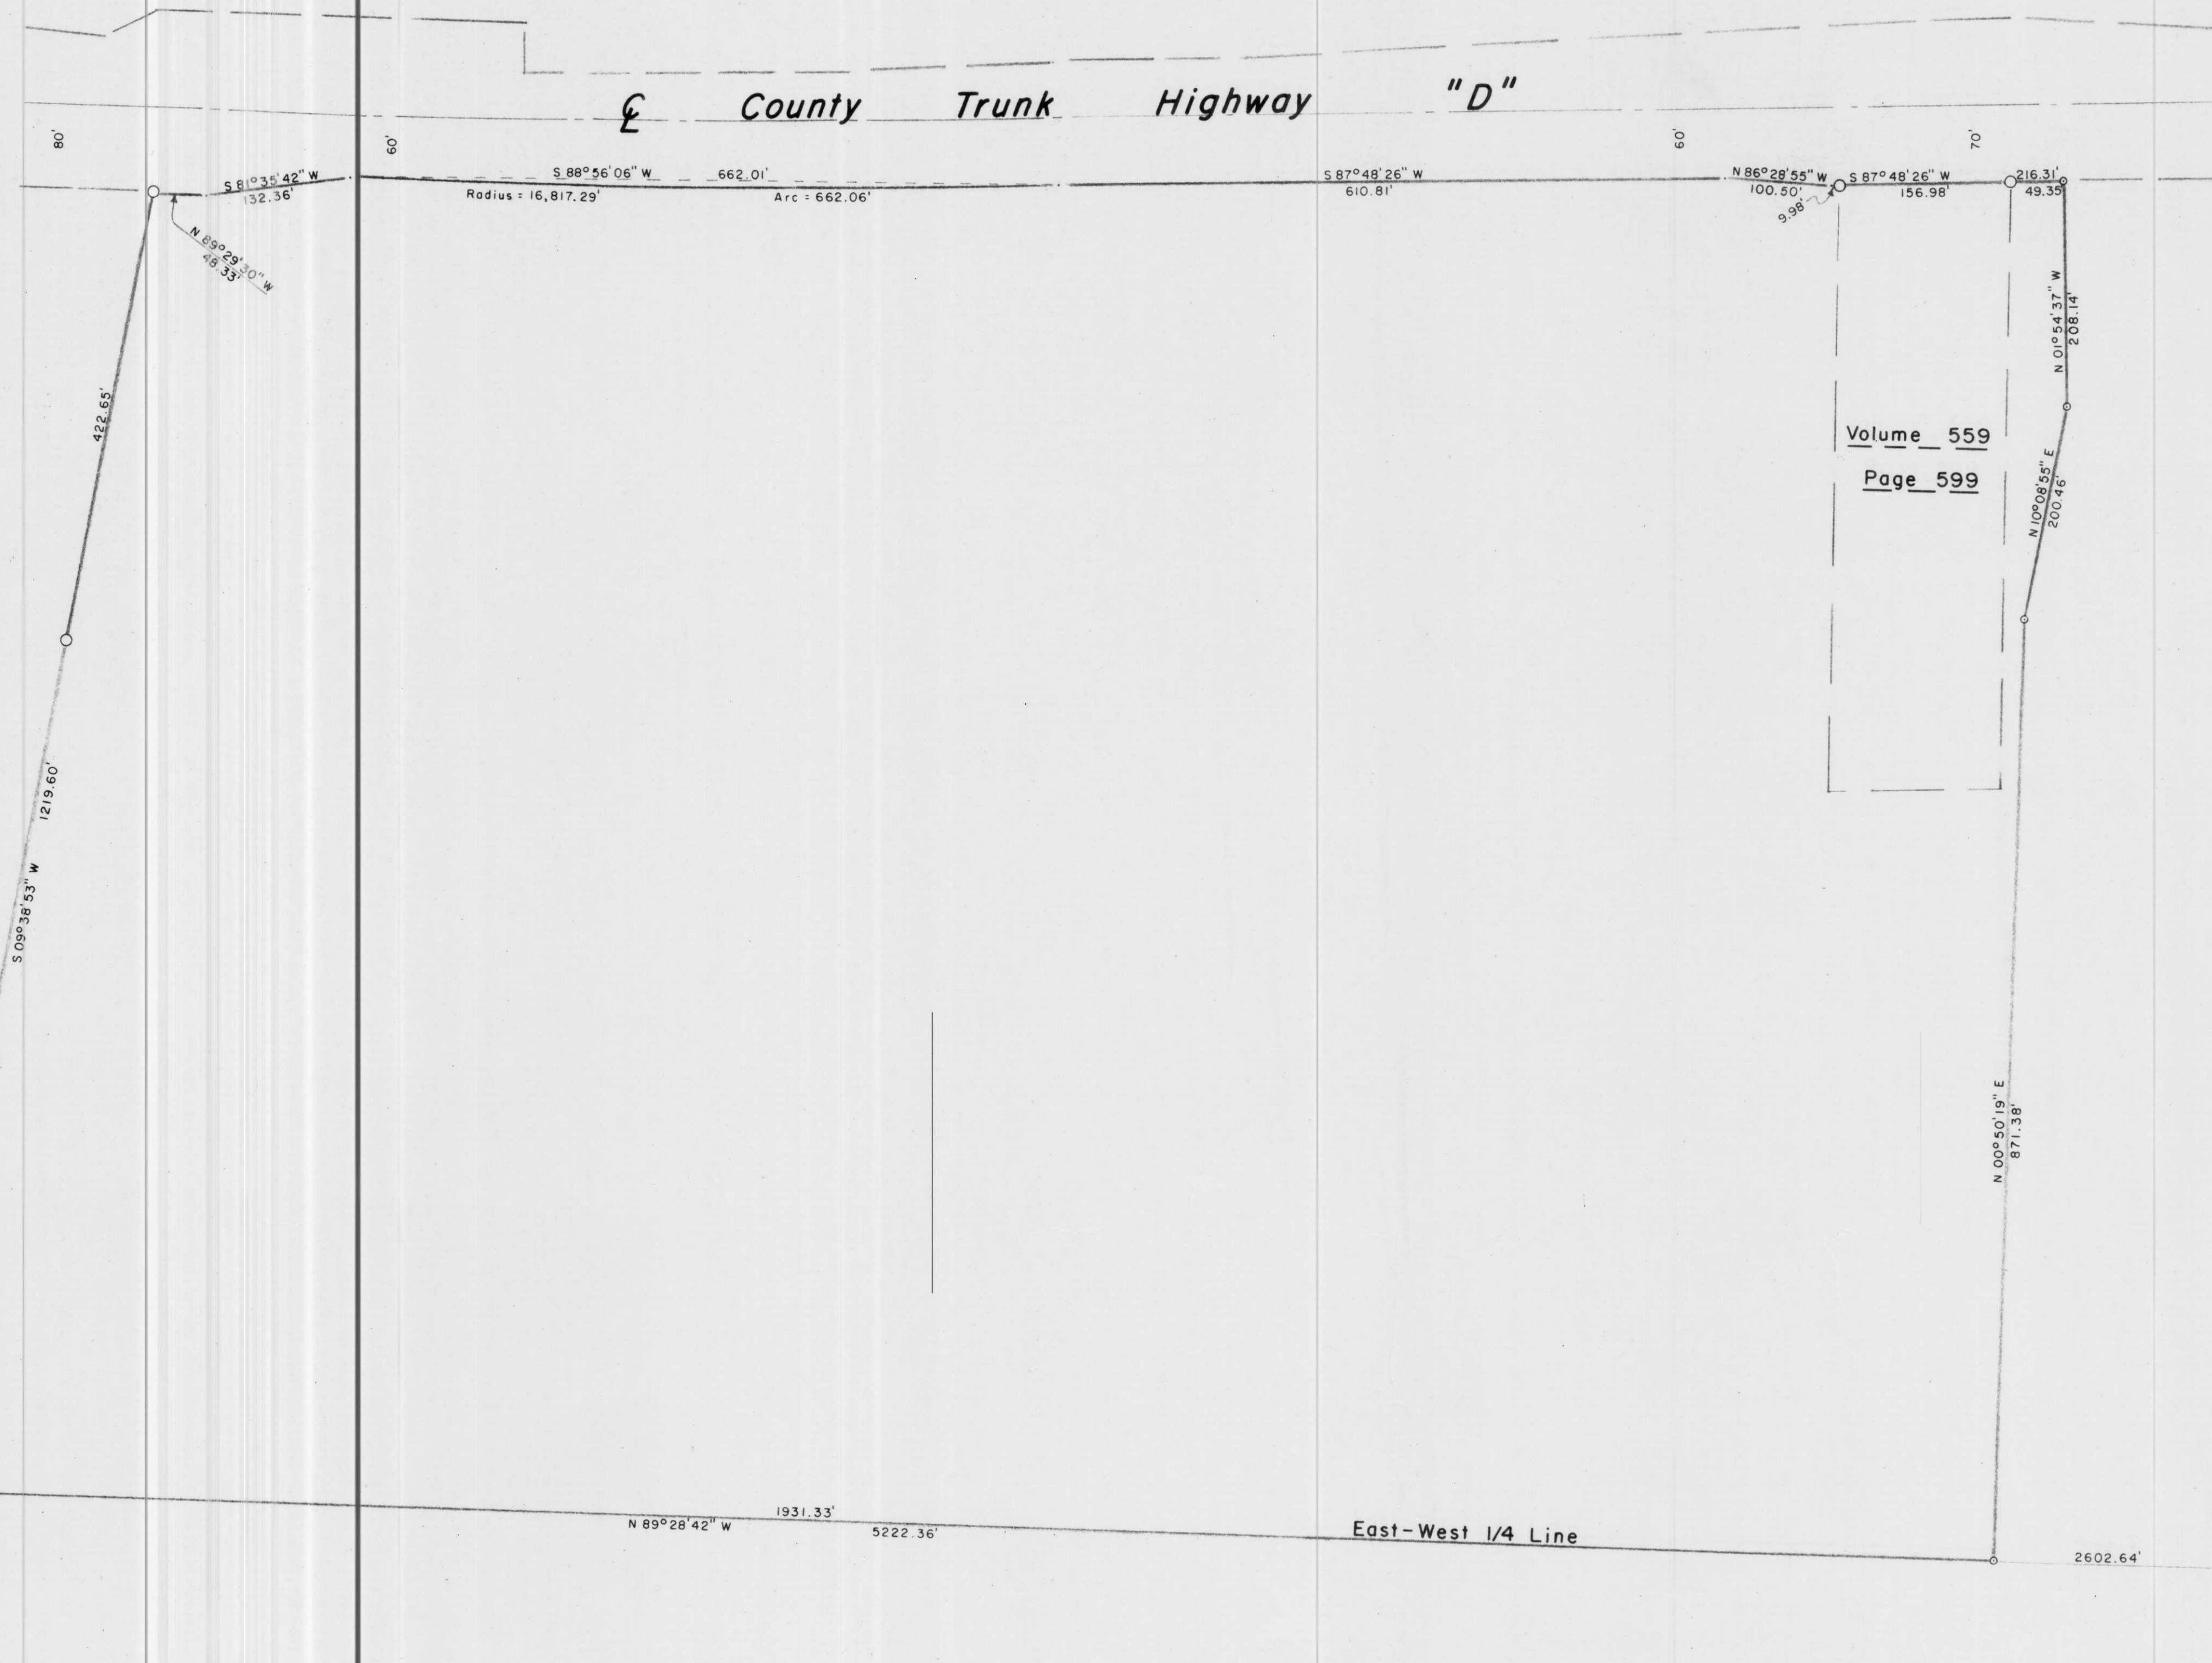 ℄ County Trunk Highway "D"
80'
60'
60'
70'
S 81°35'42" W
132.36'
N 89°29'30" W
48.33'
S 88°56'06" W 662.01'
Radius = 16,817.29' Arc = 662.06'
S 87°48'26" W
610.81'
N 86°28'55" W
100.50'
9.98'
S 87°48'26" W
156.98'
216.31'
49.35'
N 01°54'37" W
208.14'
422.65'
Volume 559
Page 599
N 10°08'55" E
200.46'
1219.60'
S 09°38'53" W
N 00°50'19" E
871.38'
1931.33'
N 89°28'42" W
5222.36'
East-West 1/4 Line
2602.64'